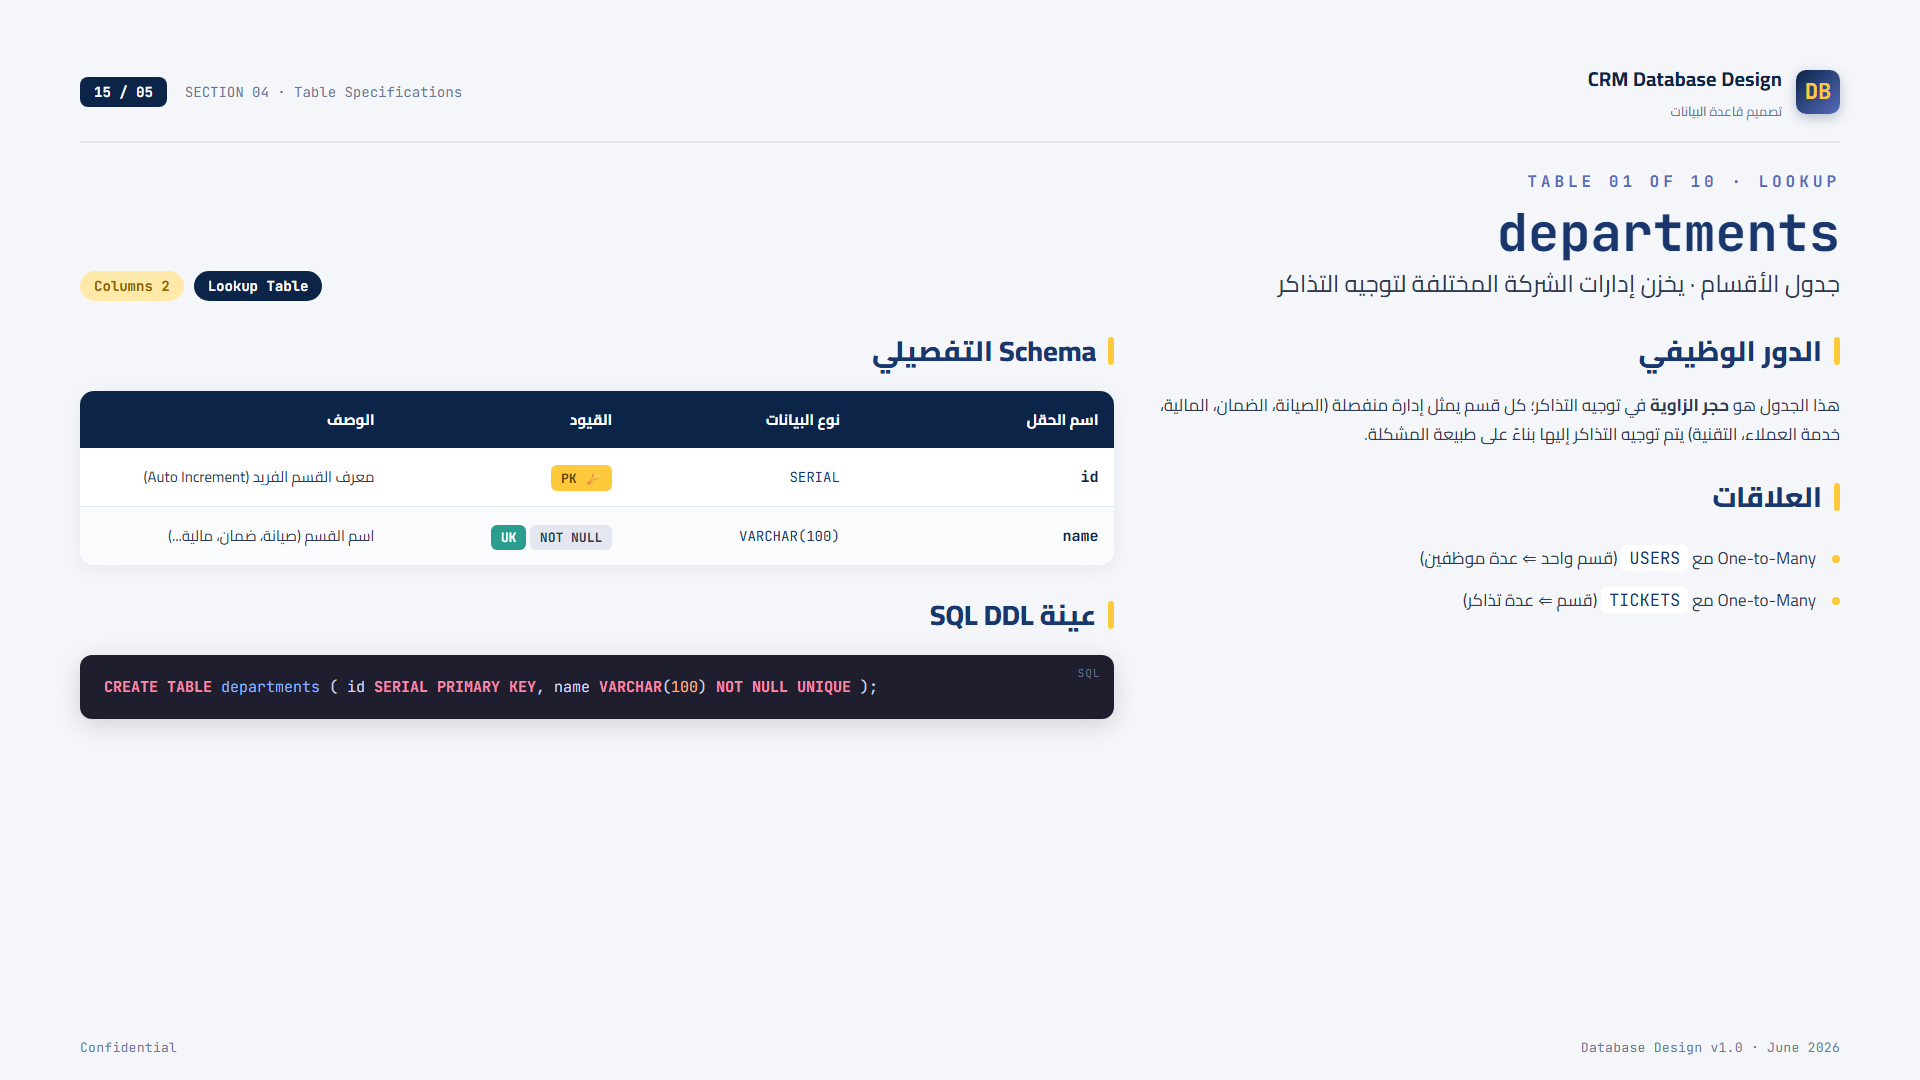 DB
CRM Database Design
تصميم قاعدة البيانات
15 / 05
SECTION 04 · Table Specifications
TABLE 01 OF 10 · LOOKUP
departments
جدول الأقسام · يخزن إدارات الشركة المختلفة لتوجيه التذاكر
Lookup Table
Columns 2
الدور الوظيفي
هذا الجدول هو حجر الزاوية في توجيه التذاكر؛ كل قسم يمثل إدارة منفصلة (الصيانة، الضمان، المالية،
خدمة العملاء، التقنية) يتم توجيه التذاكر إليها بناءً على طبيعة المشكلة.
العلاقات
One-to-Many مع USERS (قسم واحد ⇐ عدة موظفين)
One-to-Many مع TICKETS (قسم ⇐ عدة تذاكر)
Schema التفصيلي
اسم الحقل نوع البيانات القيود الوصف
id SERIAL PK 🔑 معرف القسم الفريد (Auto Increment)
name VARCHAR(100) NOT NULL UK اسم القسم (صيانة، ضمان، مالية...)
عينة SQL DDL
SQL
CREATE TABLE departments ( id SERIAL PRIMARY KEY, name VARCHAR(100) NOT NULL UNIQUE );
Database Design v1.0 · June 2026
Confidential